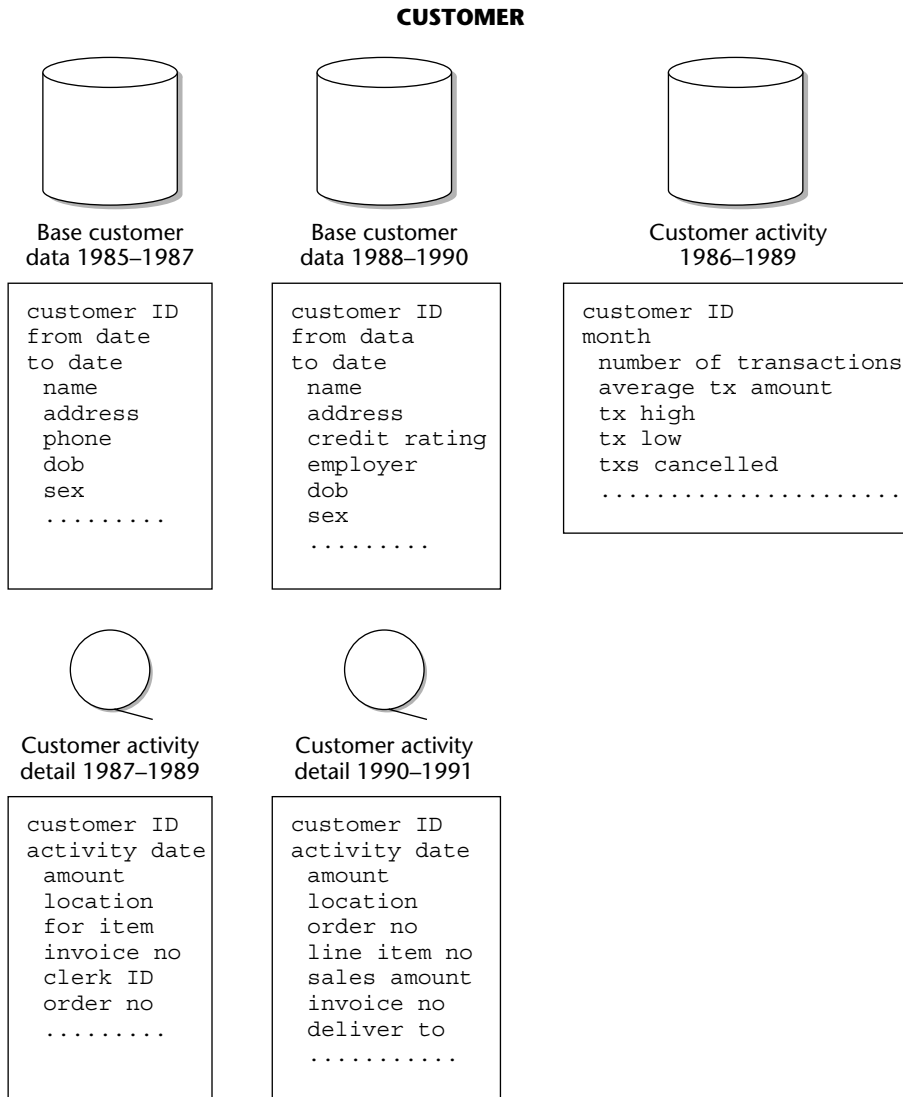 CUSTOMER
Base customer
data 1985–1987
customer ID
from date
to date
name
address
phone
dob
sex
.........
Base customer
data 1988–1990
customer ID
from data
to date
name
address
credit rating
employer
dob
sex
.........
Customer activity
1986–1989
customer ID
month
number of transactions
average tx amount
tx high
tx low
txs cancelled
......................
Customer activity
detail 1987–1989
customer ID
activity date
amount
location
for item
invoice no
clerk ID
order no
.........
Customer activity
detail 1990–1991
customer ID
activity date
amount
location
order no
line item no
sales amount
invoice no
deliver to
...........